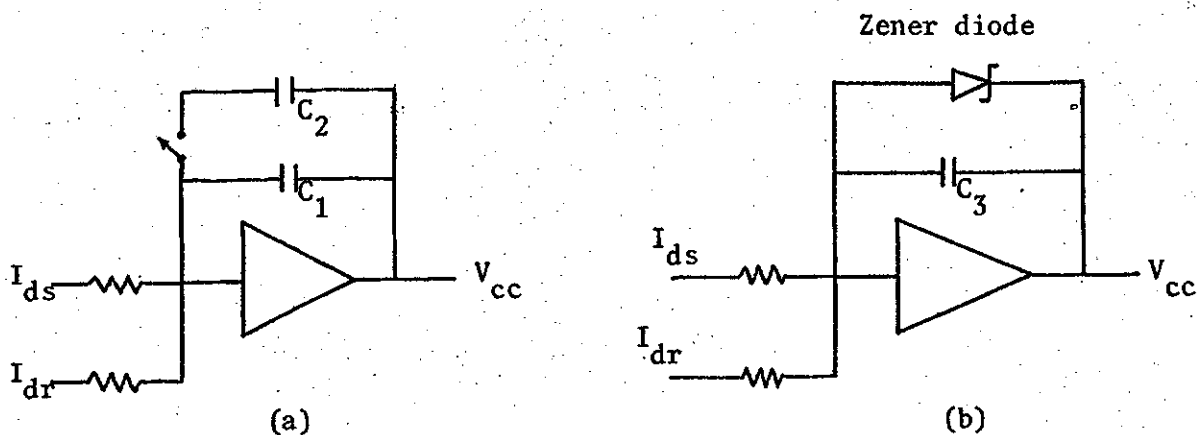 C2
C1
Ids
Vcc
Idr
(a)
Zener diode
C3
Ids
Vcc
Idr
(b)